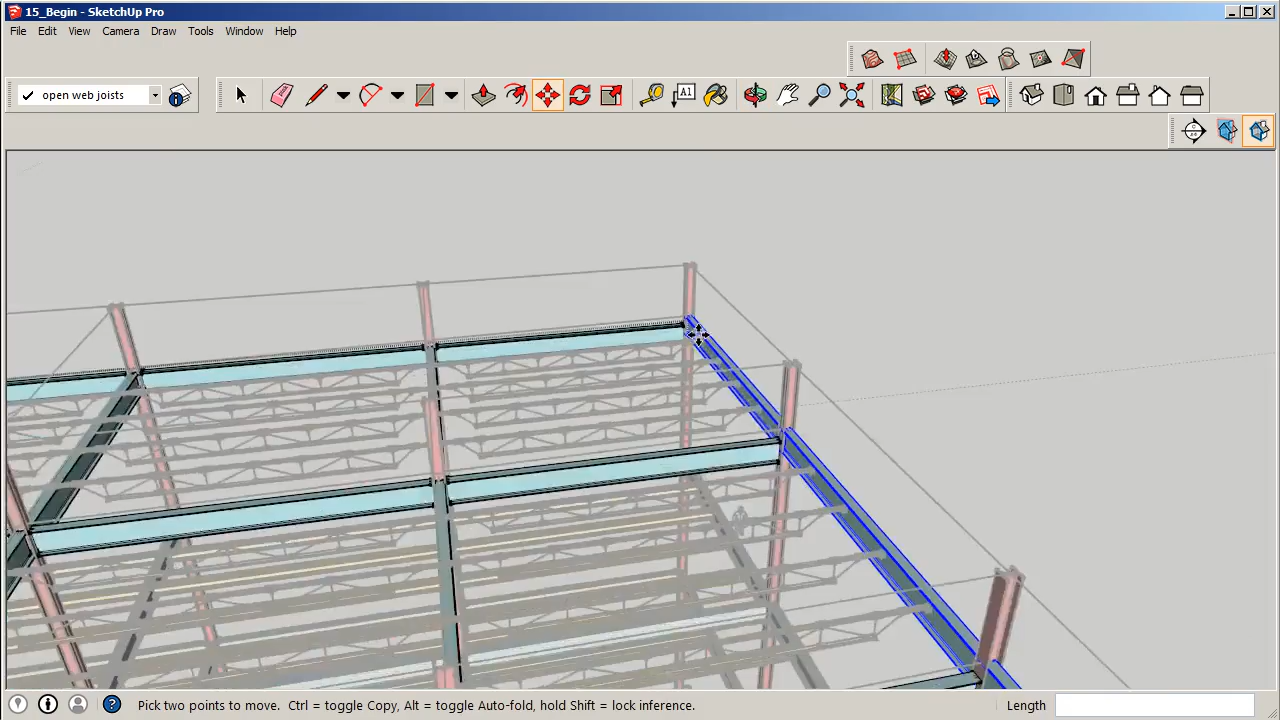 15_Begin - SketchUp Pro
File Edit View Camera Draw Tools Window Help
open web joists
A1
Pick two points to move. Ctrl = toggle Copy, Alt = toggle Auto-fold, hold Shift = lock inference.
Length